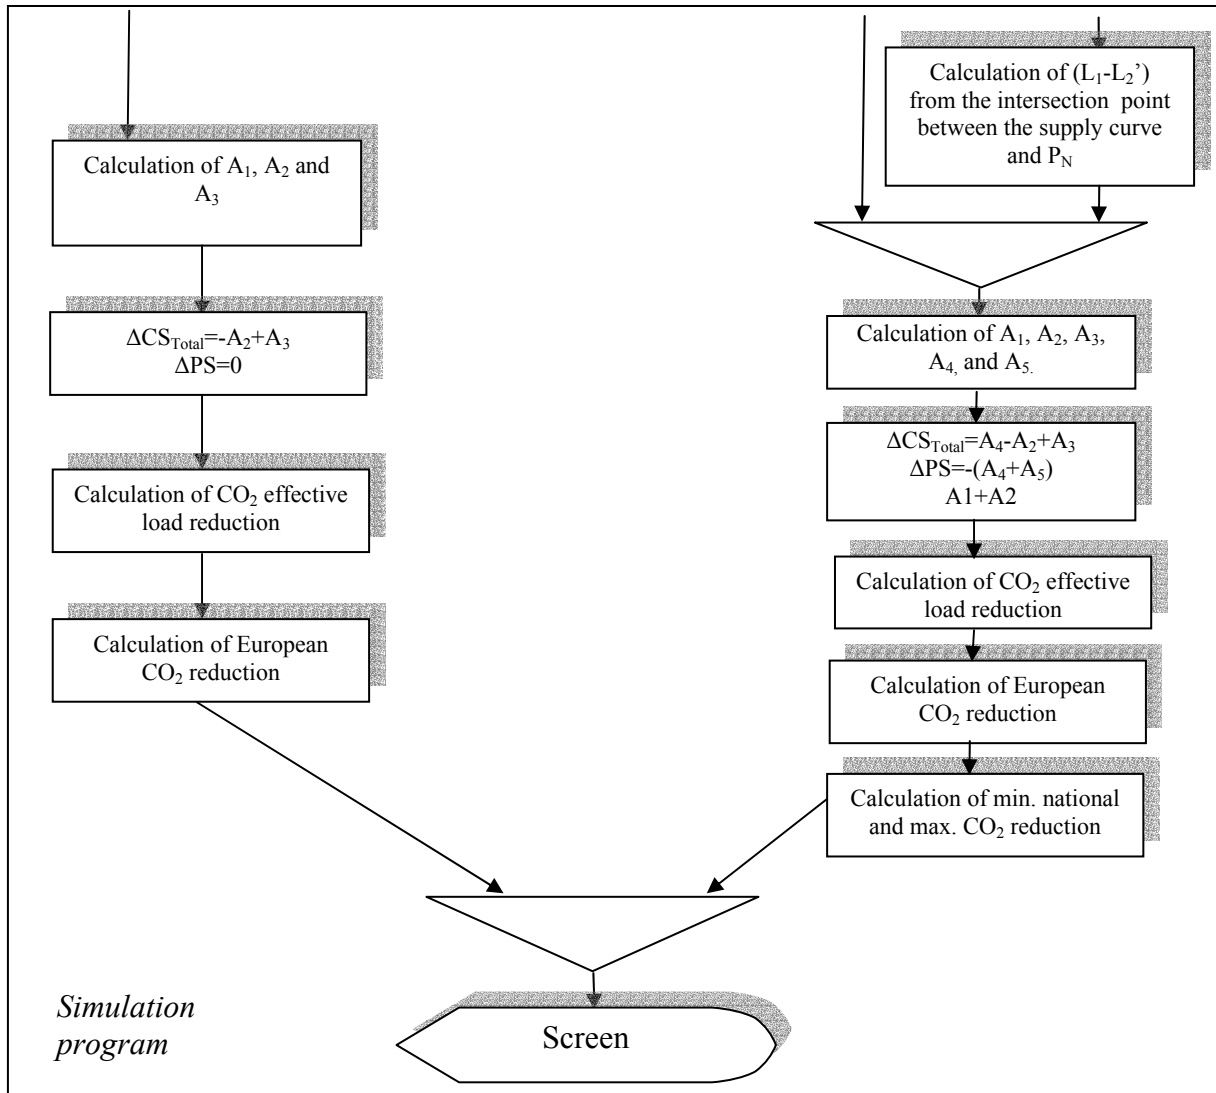 Calculation of A₁, A₂ and
A₃
ΔCS_Total=-A₂+A₃
ΔPS=0
Calculation of CO₂ effective
load reduction
Calculation of European
CO₂ reduction
Calculation of (L₁-L₂’)
from the intersection point
between the supply curve
and P_N
Calculation of A₁, A₂, A₃,
A₄, and A₅.
ΔCS_Total=A₄-A₂+A₃
ΔPS=-(A₄+A₅)
A1+A2
Calculation of CO₂ effective
load reduction
Calculation of European
CO₂ reduction
Calculation of min. national
and max. CO₂ reduction
Simulation
program
Screen